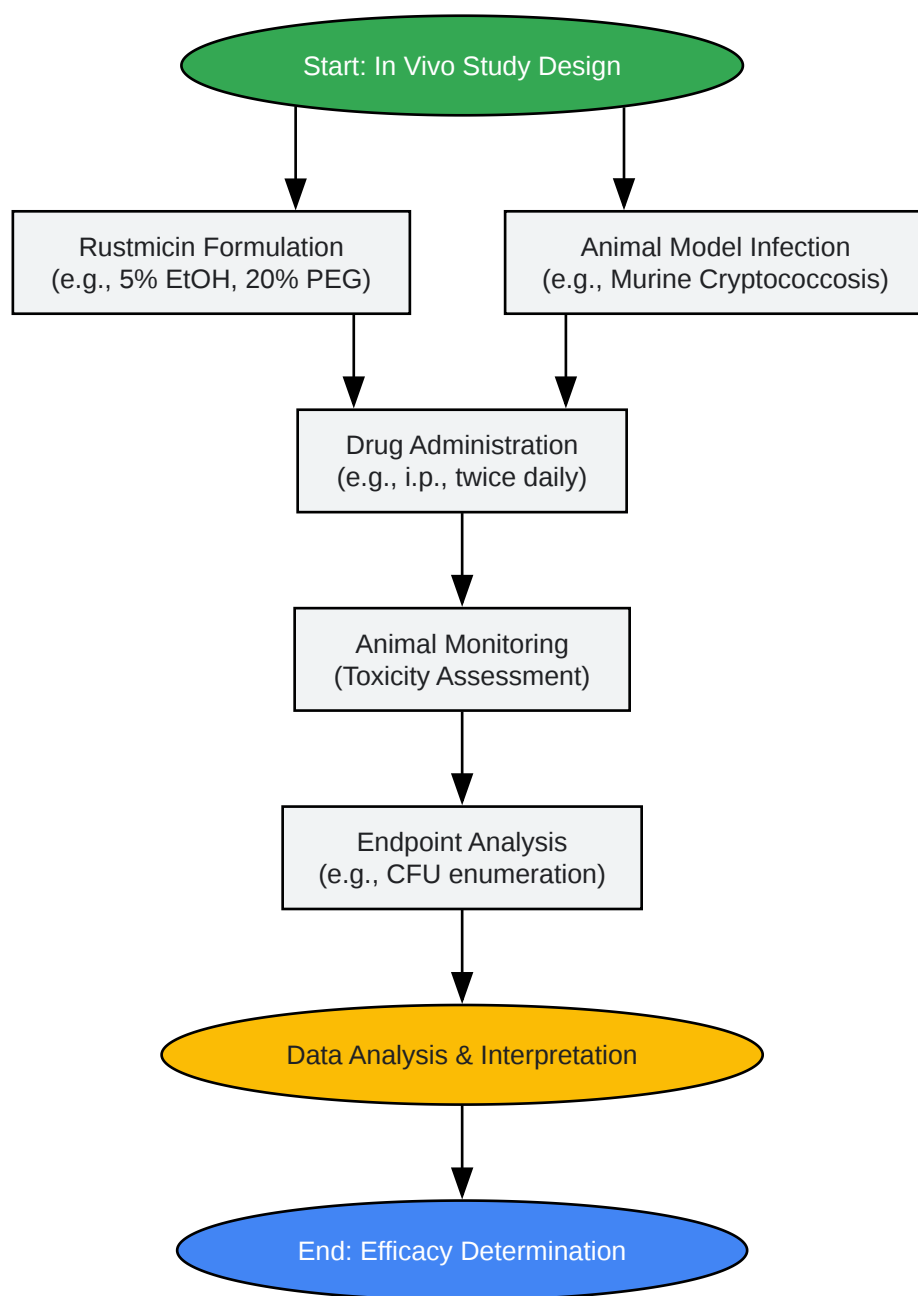 Start: In Vivo Study Design
Rustmicin Formulation
(e.g., 5% EtOH, 20% PEG)
Animal Model Infection
(e.g., Murine Cryptococcosis)
Drug Administration
(e.g., i.p., twice daily)
Animal Monitoring
(Toxicity Assessment)
Endpoint Analysis
(e.g., CFU enumeration)
Data Analysis & Interpretation
End: Efficacy Determination